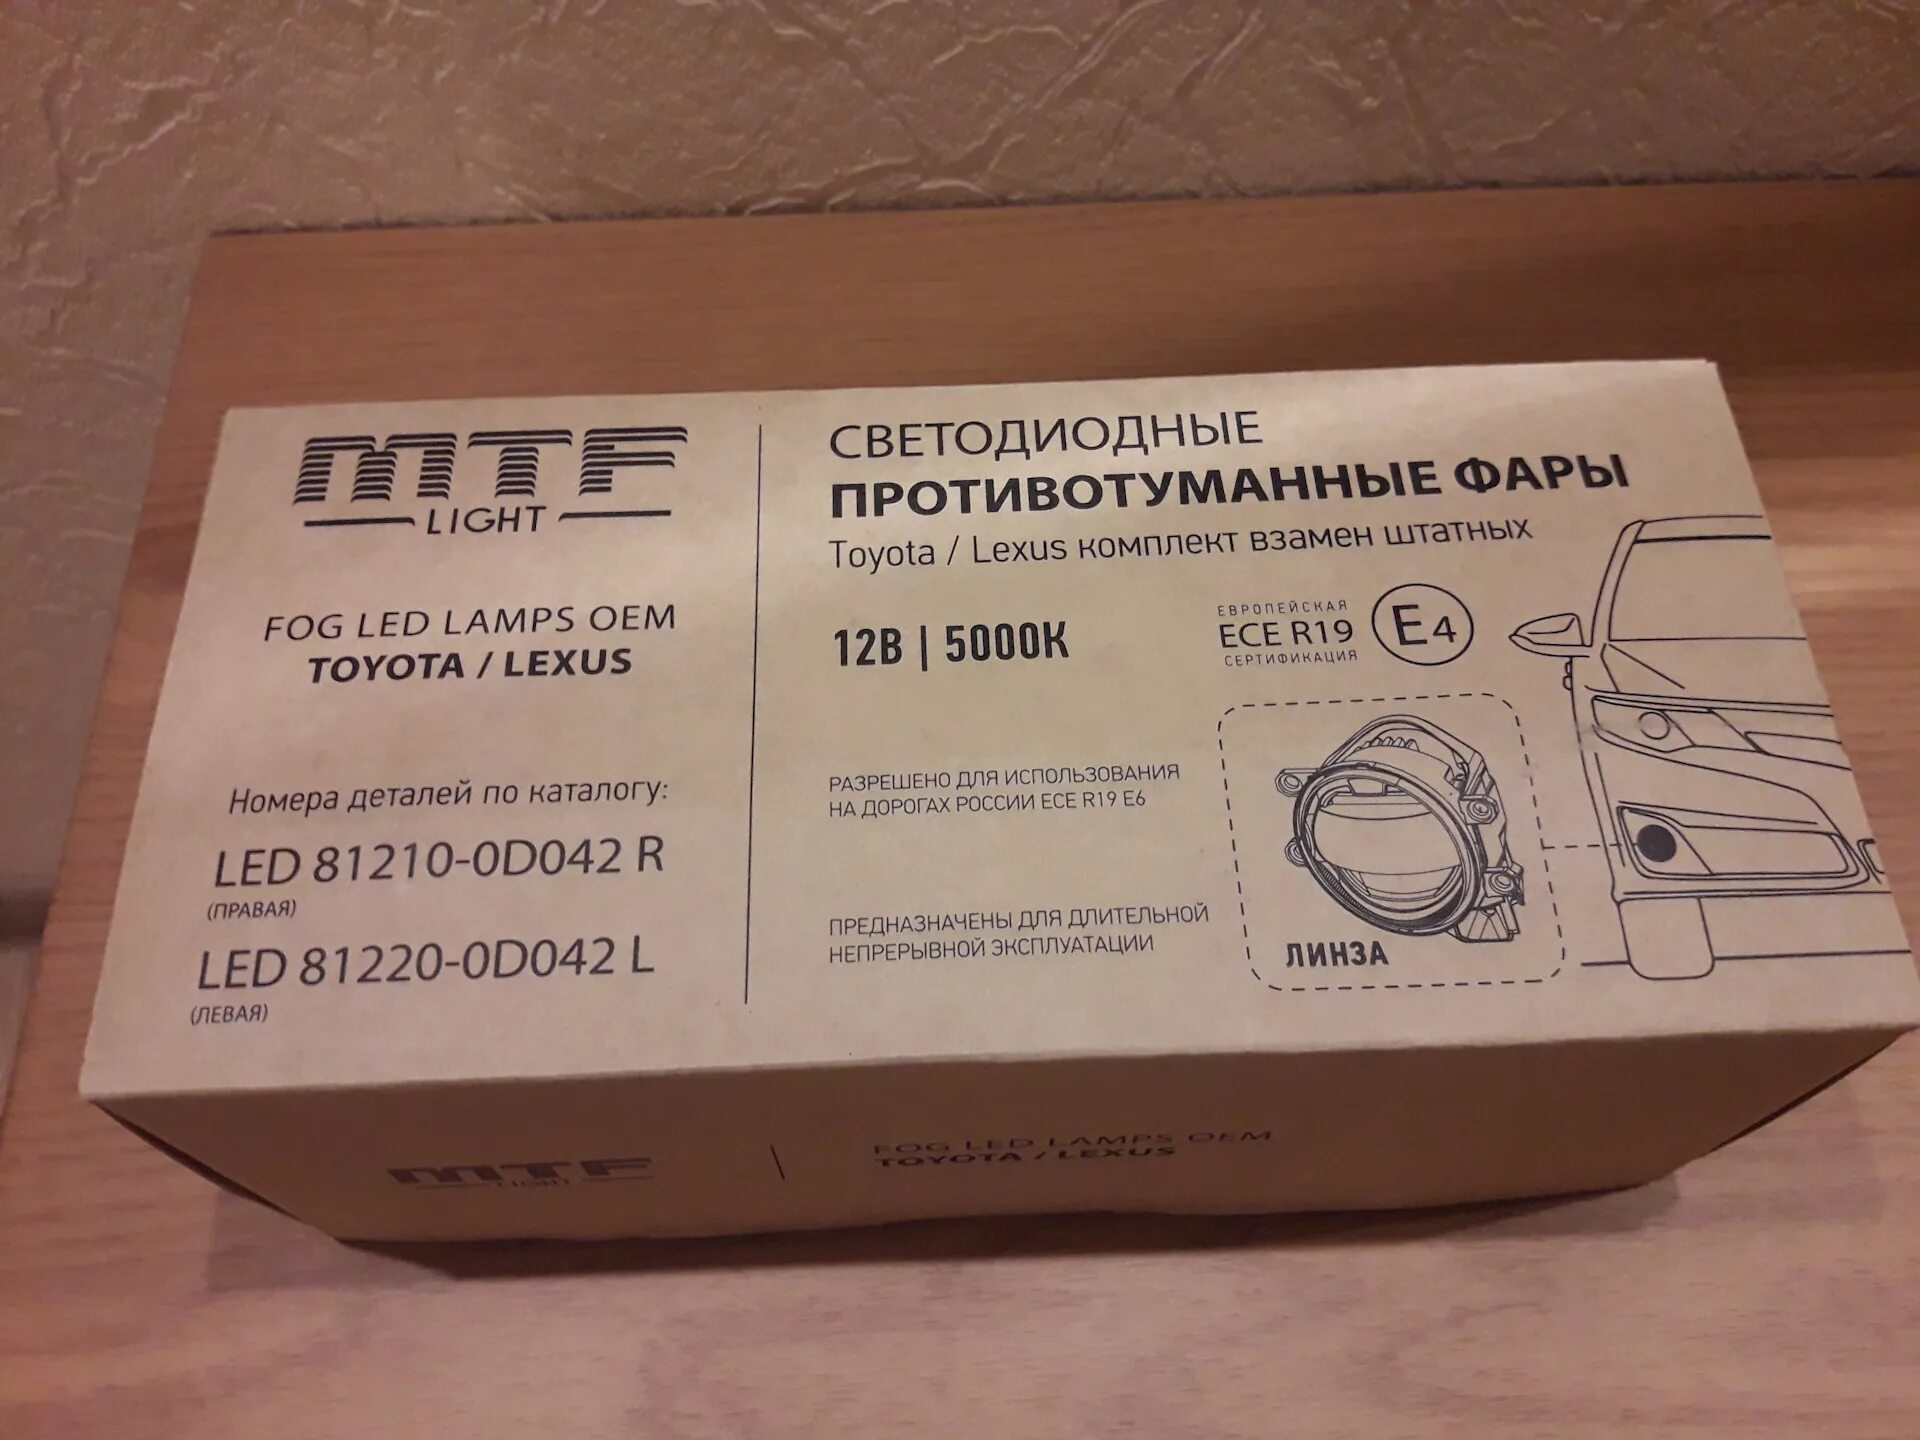 MTF
LIGHT
FOG LED LAMPS OEM
TOYOTA / LEXUS
Номера деталей по каталогу:
LED 81210-0D042 R
(ПРАВАЯ)
LED 81220-0D042 L
(ЛЕВАЯ)
СВЕТОДИОДНЫЕ
ПРОТИВОТУМАННЫЕ ФАРЫ
Toyota / Lexus комплект взамен штатных
12В | 5000К
ЕВРОПЕЙСКАЯ
ECE R19
СЕРТИФИКАЦИЯ
E4
РАЗРЕШЕНО ДЛЯ ИСПОЛЬЗОВАНИЯ
НА ДОРОГАХ РОССИИ ECE R19 E6
ПРЕДНАЗНАЧЕНЫ ДЛЯ ДЛИТЕЛЬНОЙ
НЕПРЕРЫВНОЙ ЭКСПЛУАТАЦИИ
ЛИНЗА
MTF
LIGHT
FOG LED LAMPS OEM
TOYOTA / LEXUS